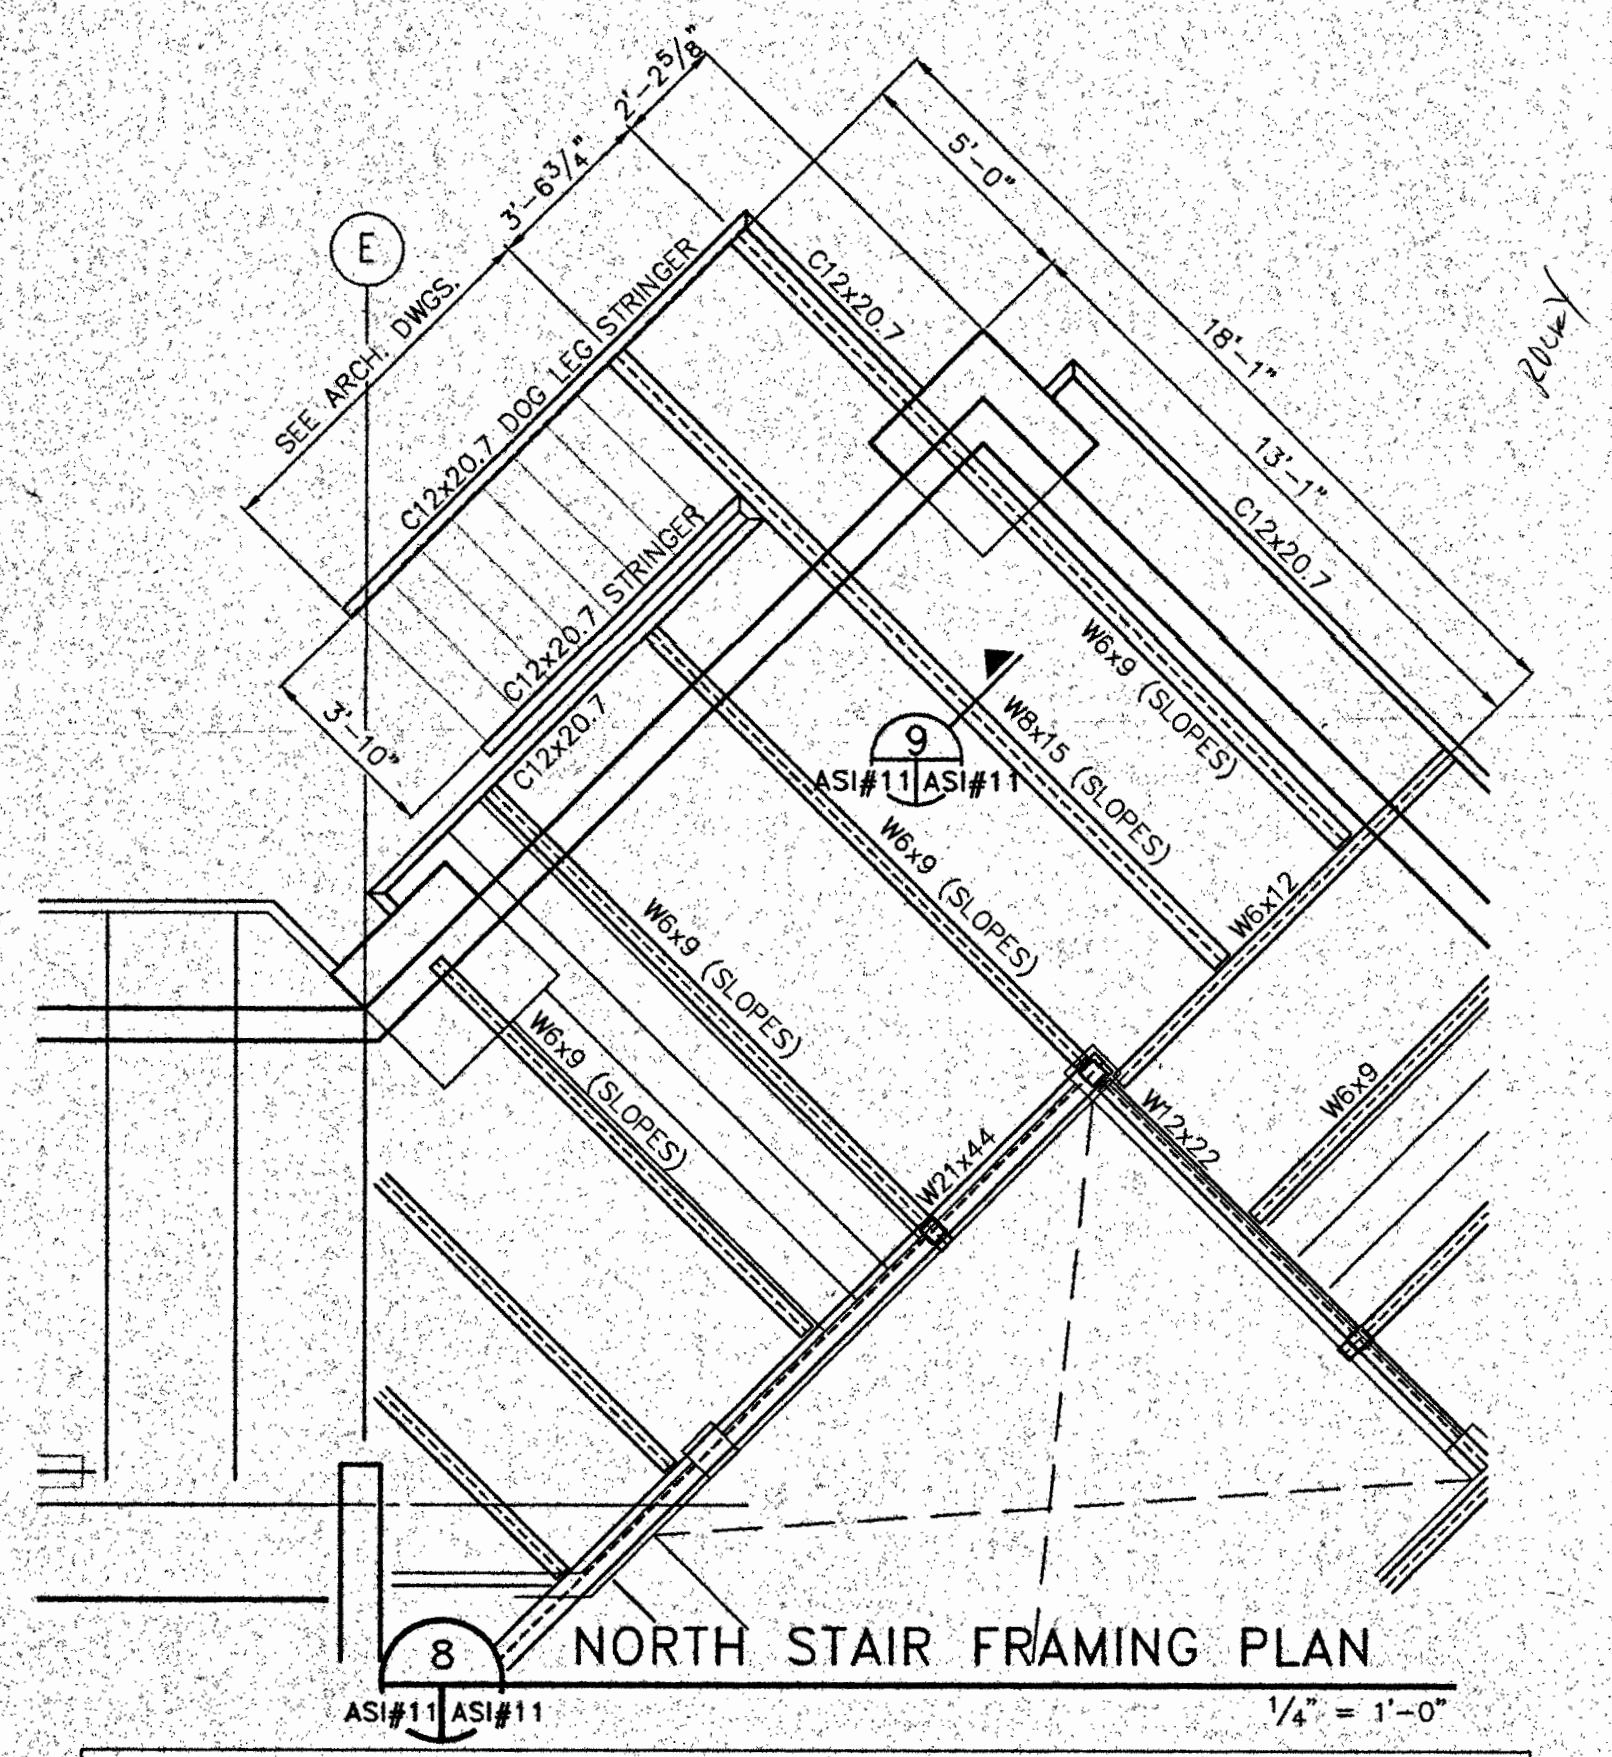 2'-2 5/8"
3'-6 3/4"
5'-0"
E
SEE ARCH. DWGS.
C12x20.7 DOG LEG STRINGER
C12x20.7
18'-1"
13'-1"
C12x20.7
C12x20.7 STRINGER
C12x20.7
3'-10"
W6x9 (SLOPES)
W8x15 (SLOPES)
9
ASI#11 ASI#11
W6x9 (SLOPES)
W6x9 (SLOPES)
W6x12
W6x9 (SLOPES)
W21x44
W12x22
W6x9
8
ASI#11 ASI#11
NORTH STAIR FRAMING PLAN
1/4" = 1'-0"